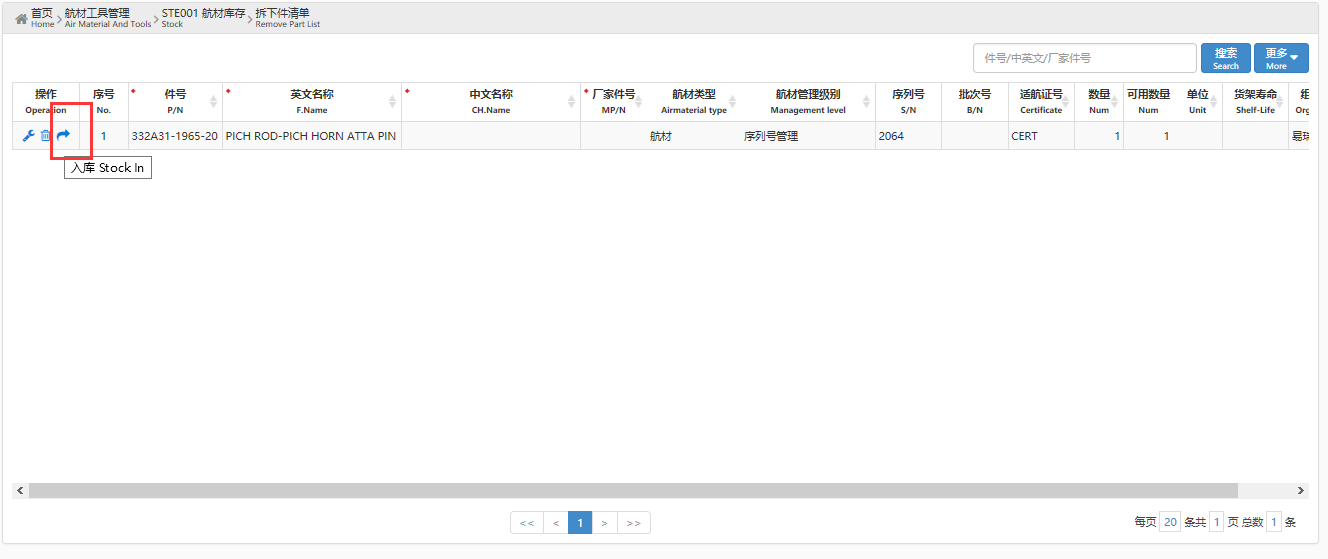 首页 航材工具管理 STE001 航材库存 拆下件清单
Home Air Material And Tools Stock Remove Part List
件号/中英文/厂家件号 搜索 更多
Search More
操作 序号 * 件号 * 英文名称 * 中文名称 * 厂家件号 航材类型 航材管理级别 序列号 批次号 适航证号 数量 可用数量 单位 货架寿命
Operation No. P/N F.Name CH.Name MP/N Airmaterial type Management level S/N B/N Certificate Num Num Unit Shelf-Life
1 332A31-1965-20 PICH ROD-PICH HORN ATTA PIN 航材 序列号管理 2064 CERT 1 1
入库 Stock In
<< < 1 > >> 每页 20 条共 1 页 总数 1 条